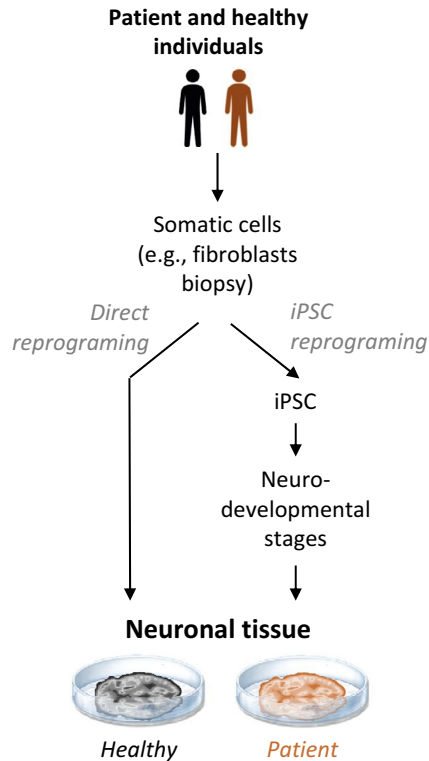 Patient and healthy
individuals
Somatic cells
(e.g., fibroblasts
biopsy)
Direct
reprograming
iPSC
reprograming
iPSC
Neuro-
developmental
stages
Neuronal tissue
Healthy
Patient